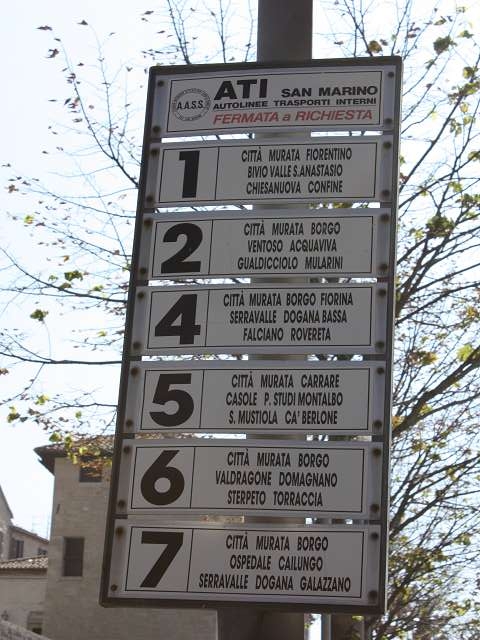 A.A.S.S.
ATI SAN MARINO
AUTOLINEE TRASPORTI INTERNI
FERMATA a RICHIESTA
1
CITTÀ MURATA FIORENTINO
BIVIO VALLE S.ANASTASIO
CHIESANUOVA CONFINE
2
CITTÀ MURATA BORGO
VENTOSO ACQUAVIVA
GUALDICCIOLO MULARINI
4
CITTÀ MURATA BORGO FIORINA
SERRAVALLE DOGANA BASSA
FALCIANO ROVERETA
5
CITTÀ MURATA CARRARE
CASOLE P. STUDI MONTALBO
S. MUSTIOLA CA' BERLONE
6
CITTÀ MURATA BORGO
VALDRAGONE DOMAGNANO
STERPETO TORRACCIA
7
CITTÀ MURATA BORGO
OSPEDALE CAILUNGO
SERRAVALLE DOGANA GALAZZANO